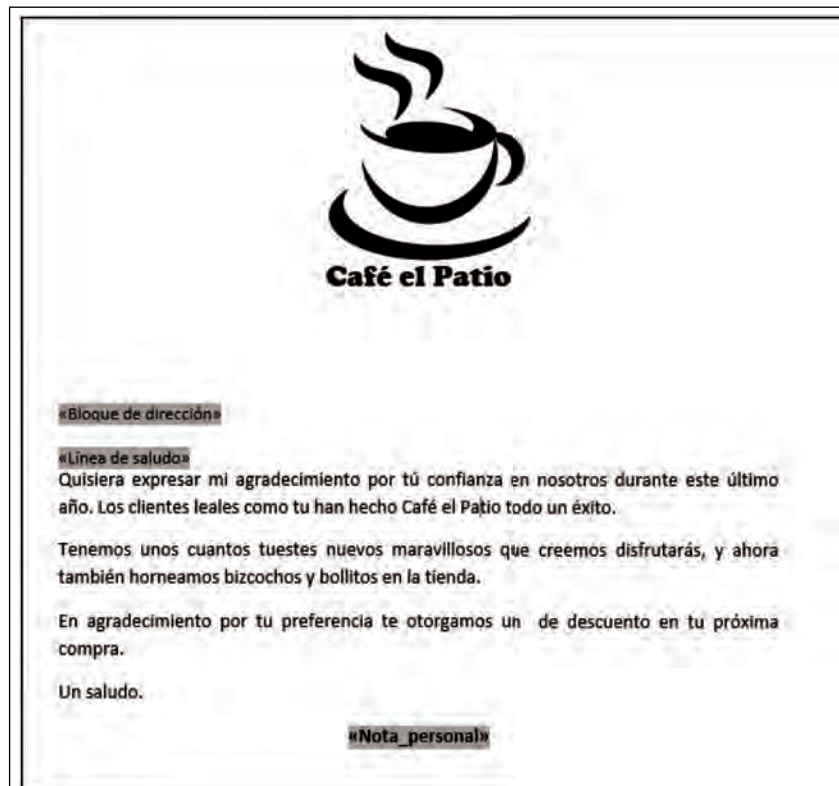 Café el Patio
«Bloque de dirección»
«Línea de saludo»
Quisiera expresar mi agradecimiento por tú confianza en nosotros durante este último
año. Los clientes leales como tu han hecho Café el Patio todo un éxito.
Tenemos unos cuantos tuestes nuevos maravillosos que creemos disfrutarás, y ahora
también horneamos bizcochos y bollitos en la tienda.
En agradecimiento por tu preferencia te otorgamos un de descuento en tu próxima
compra.
Un saludo.
«Nota_personal»